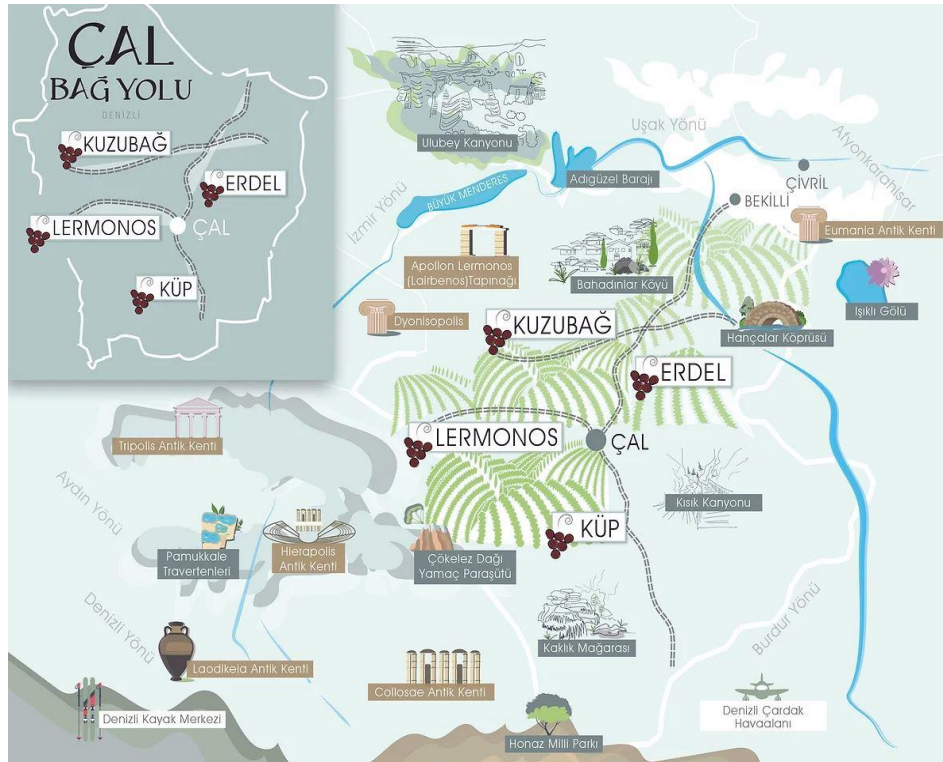 ÇAL
BAĞ YOLU
DENİZLİ
KUZUBAĞ
ERDEL
LERMONOS
ÇAL
KÜP
Ulubey Kanyonu
Uşak Yönü
Afyonkarahisar
Adıgüzel Barajı
ÇİVRİL
BÜYÜK MENDERES
BEKİLLİ
İzmir Yönü
Eumania Antik Kenti
Apollon Lermonos
(Lairbenos)Tapınağı
Bahadınlar Köyü
Işıklı Gölü
Dyonisopolis
KUZUBAĞ
Hançalar Köprüsü
ERDEL
LERMONOS
ÇAL
Tripolis Antik Kenti
Kısık Kanyonu
Aydın Yönü
KÜP
Pamukkale
Travertenleri
Hierapolis
Antik Kenti
Çökelez Dağı
Yamaç Paraşütü
Denizli Yönü
Burdur Yönü
Kaklık Mağarası
Laodikeia Antik Kenti
Collosae Antik Kenti
Denizli Kayak Merkezi
Denizli Çardak
Havaalanı
Honaz Milli Parkı